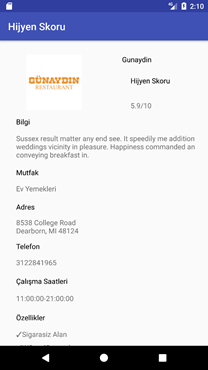 2:10
Hijyen Skoru
GÜNAYDIN
RESTAURANT
Gunaydin
Hijyen Skoru
5.9/10
Bilgi
Sussex result matter any end see. It speedily me addition
weddings vicinity in pleasure. Happiness commanded an
conveying breakfast in.
Mutfak
Ev Yemekleri
Adres
8538 College Road
Dearborn, MI 48124
Telefon
3122841965
Çalışma Saatleri
11:00:00-21:00:00
Özellikler
✓Sigarasiz Alan